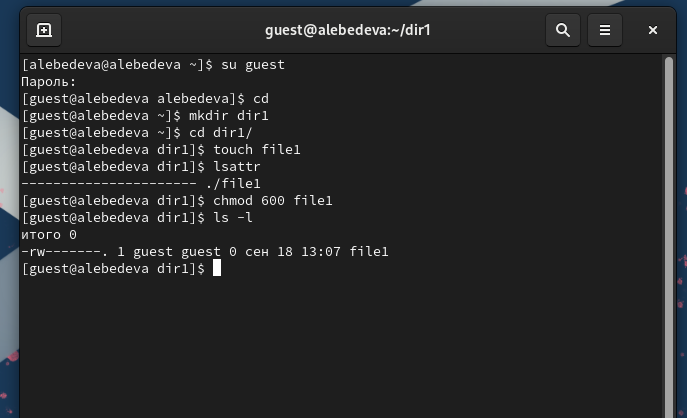 guest@alebedeva:~/dir1
[alebedeva@alebedeva ~]$ su guest
Пароль:
[guest@alebedeva alebedeva]$ cd
[guest@alebedeva ~]$ mkdir dir1
[guest@alebedeva ~]$ cd dir1/
[guest@alebedeva dir1]$ touch file1
[guest@alebedeva dir1]$ lsattr
---------------------- ./file1
[guest@alebedeva dir1]$ chmod 600 file1
[guest@alebedeva dir1]$ ls -l
итого 0
-rw-------. 1 guest guest 0 сен 18 13:07 file1
[guest@alebedeva dir1]$